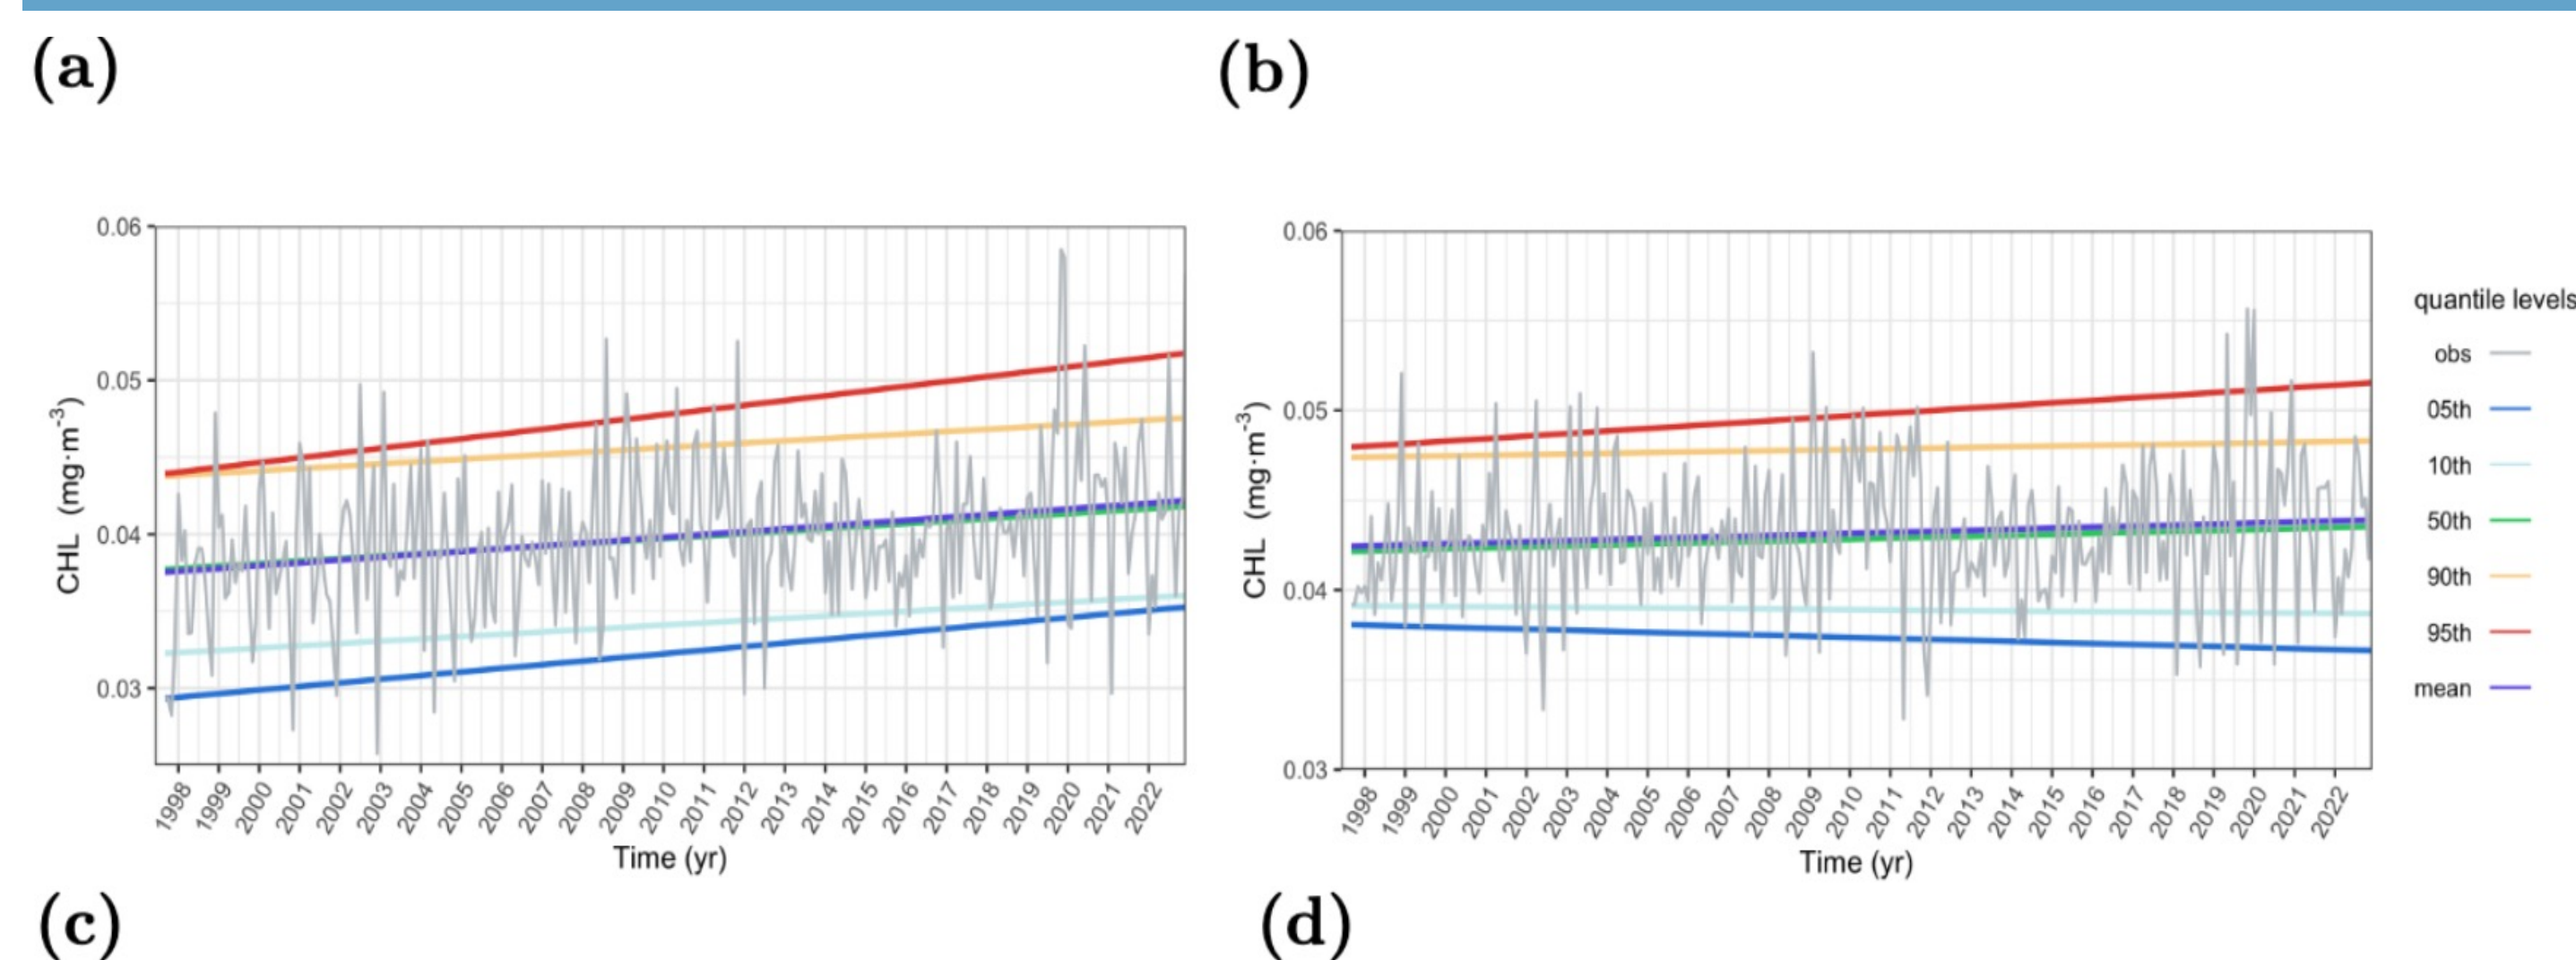 (a)
(b)
0.06
0.05
0.04
0.03
CHL (mg·m-3)
1998 1999 2000 2001 2002 2003 2004 2005 2006 2007 2008 2009 2010 2011 2012 2013 2014 2015 2016 2017 2018 2019 2020 2021 2022
Time (yr)
0.06
0.05
0.04
0.03
CHL (mg·m-3)
1998 1999 2000 2001 2002 2003 2004 2005 2006 2007 2008 2009 2010 2011 2012 2013 2014 2015 2016 2017 2018 2019 2020 2021 2022
Time (yr)
quantile levels
obs
05th
10th
50th
90th
95th
mean
(c)
(d)